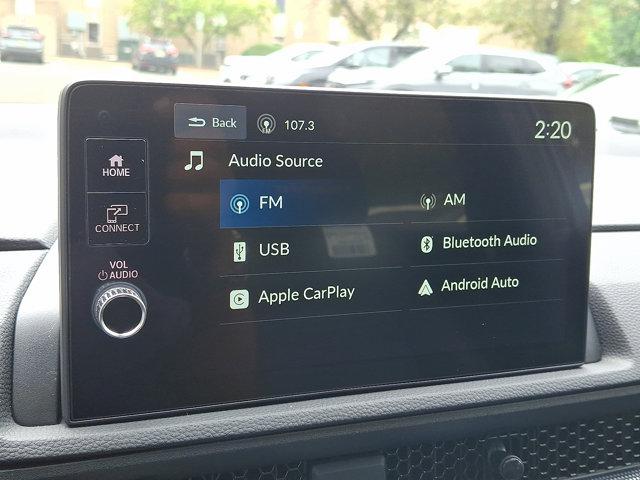 Back
107.3
2:20
Audio Source
HOME
CONNECT
VOL
AUDIO
FM
AM
USB
Bluetooth Audio
Apple CarPlay
Android Auto